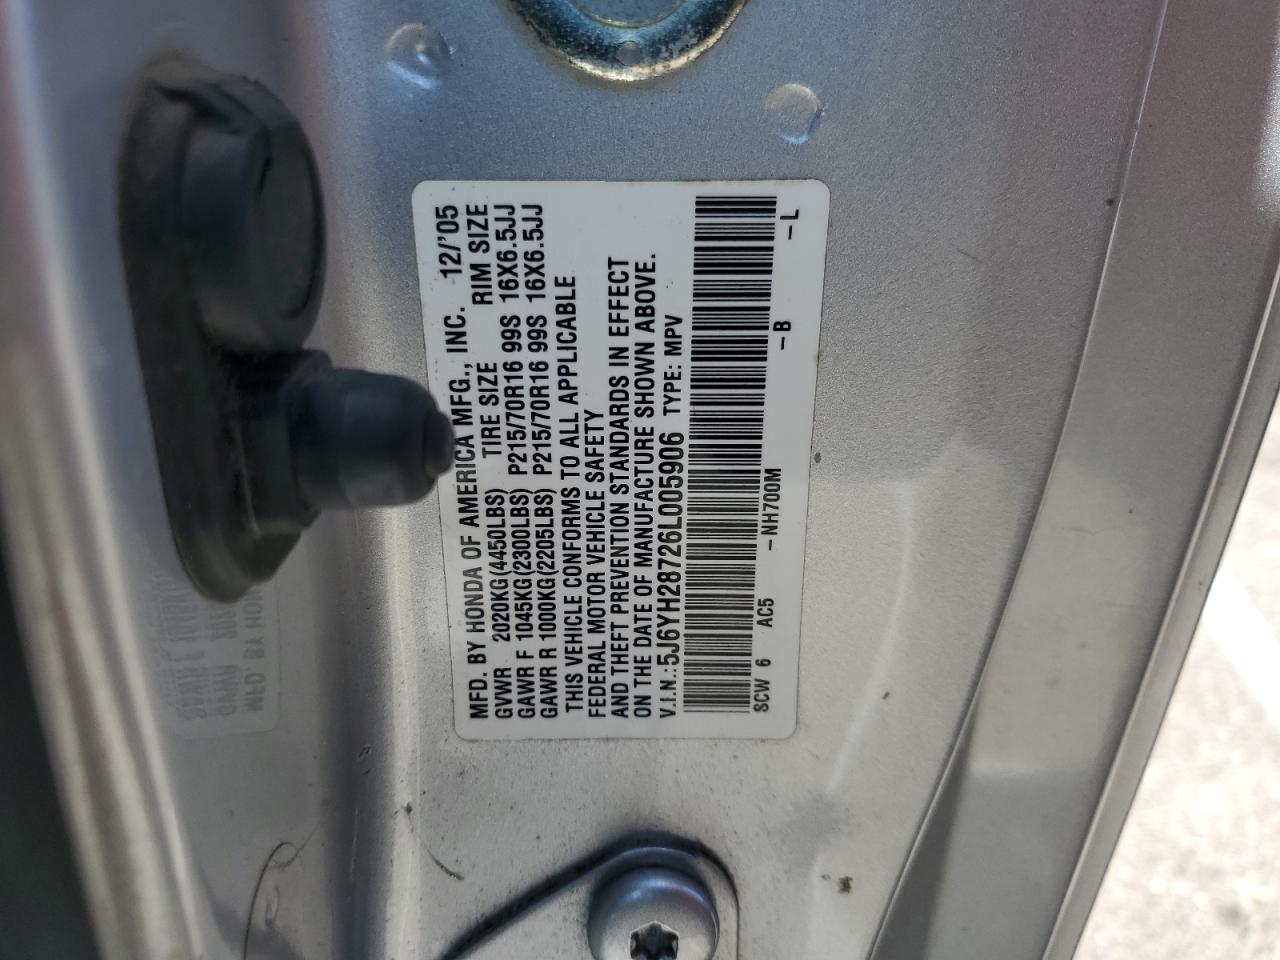 MFD. BY HONDA OF AMERICA MFG., INC. 12/'05
GVWR 2020KG(4450LBS) TIRE SIZE RIM SIZE
GAWR F 1045KG(2300LBS) P215/70R16 99S 16X6.5JJ
GAWR R 1000KG(2205LBS) P215/70R16 99S 16X6.5JJ
THIS VEHICLE CONFORMS TO ALL APPLICABLE
FEDERAL MOTOR VEHICLE SAFETY
AND THEFT PREVENTION STANDARDS IN EFFECT
ON THE DATE OF MANUFACTURE SHOWN ABOVE.
V.I.N.:5J6YH28726L005906 TYPE: MPV
SCW 6 AC5 -NH700M -B -L